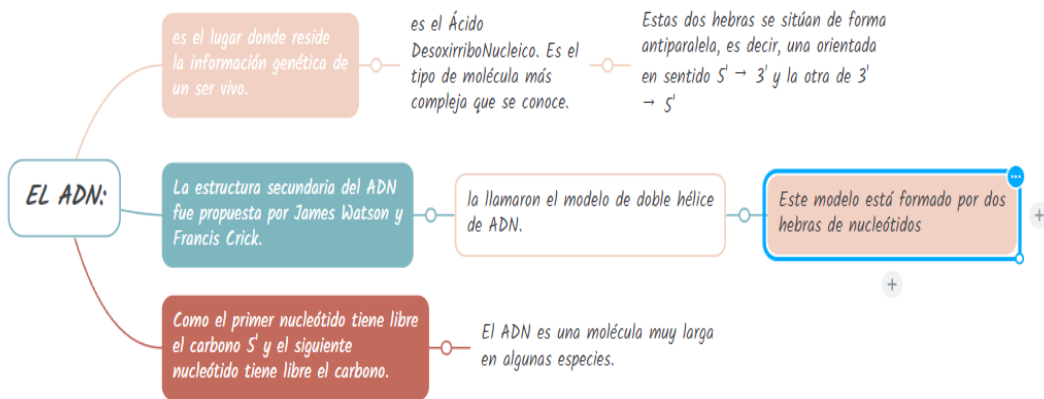 EL ADN:
es el lugar donde reside
la información genética de
un ser vivo.
es el Ácido
DesoxirriboNucleico. Es el
tipo de molécula más
compleja que se conoce.
Estas dos hebras se sitúan de forma
antiparalela, es decir, una orientada
en sentido 5' → 3' y la otra de 3'
→ 5'
La estructura secundaria del ADN
fue propuesta por James Watson y
Francis Crick.
la llamaron el modelo de doble hélice
de ADN.
Este modelo está formado por dos
hebras de nucleótidos
Como el primer nucleótido tiene libre
el carbono 5' y el siguiente
nucleótido tiene libre el carbono.
El ADN es una molécula muy larga
en algunas especies.